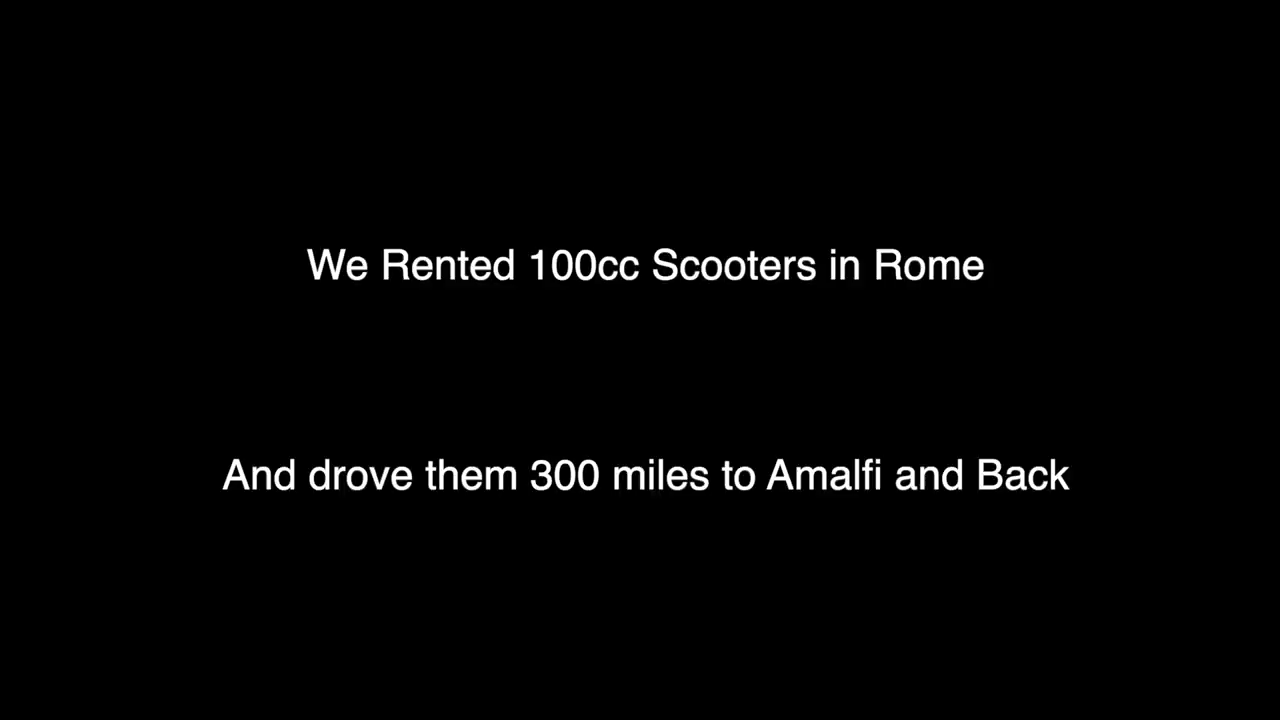 We Rented 100cc Scooters in Rome
And drove them 300 miles to Amalfi and Back